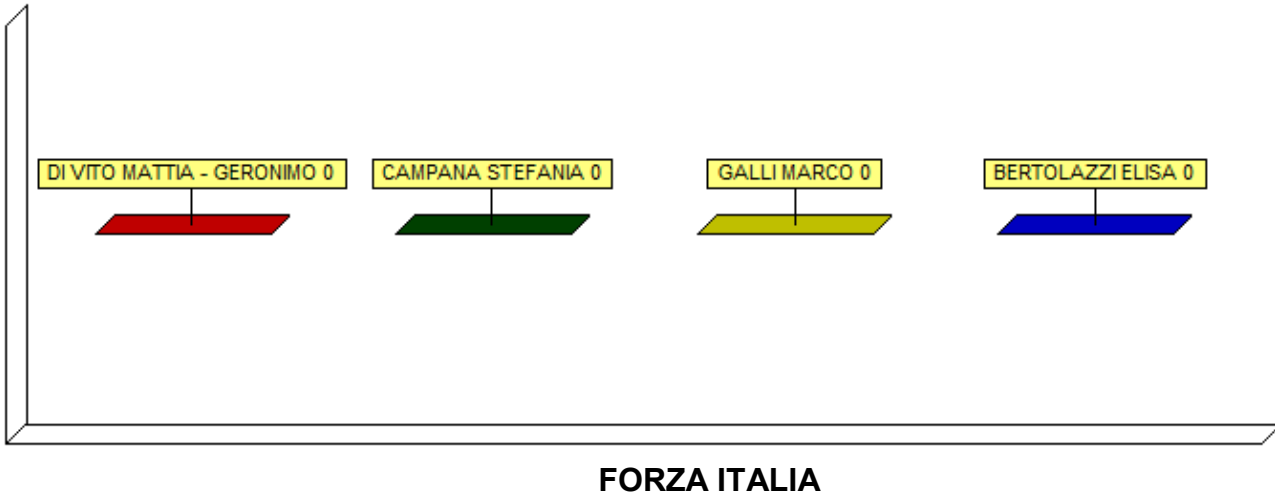 DI VITO MATTIA - GERONIMO 0
CAMPANA STEFANIA 0
GALLI MARCO 0
BERTOLAZZI ELISA 0
FORZA ITALIA